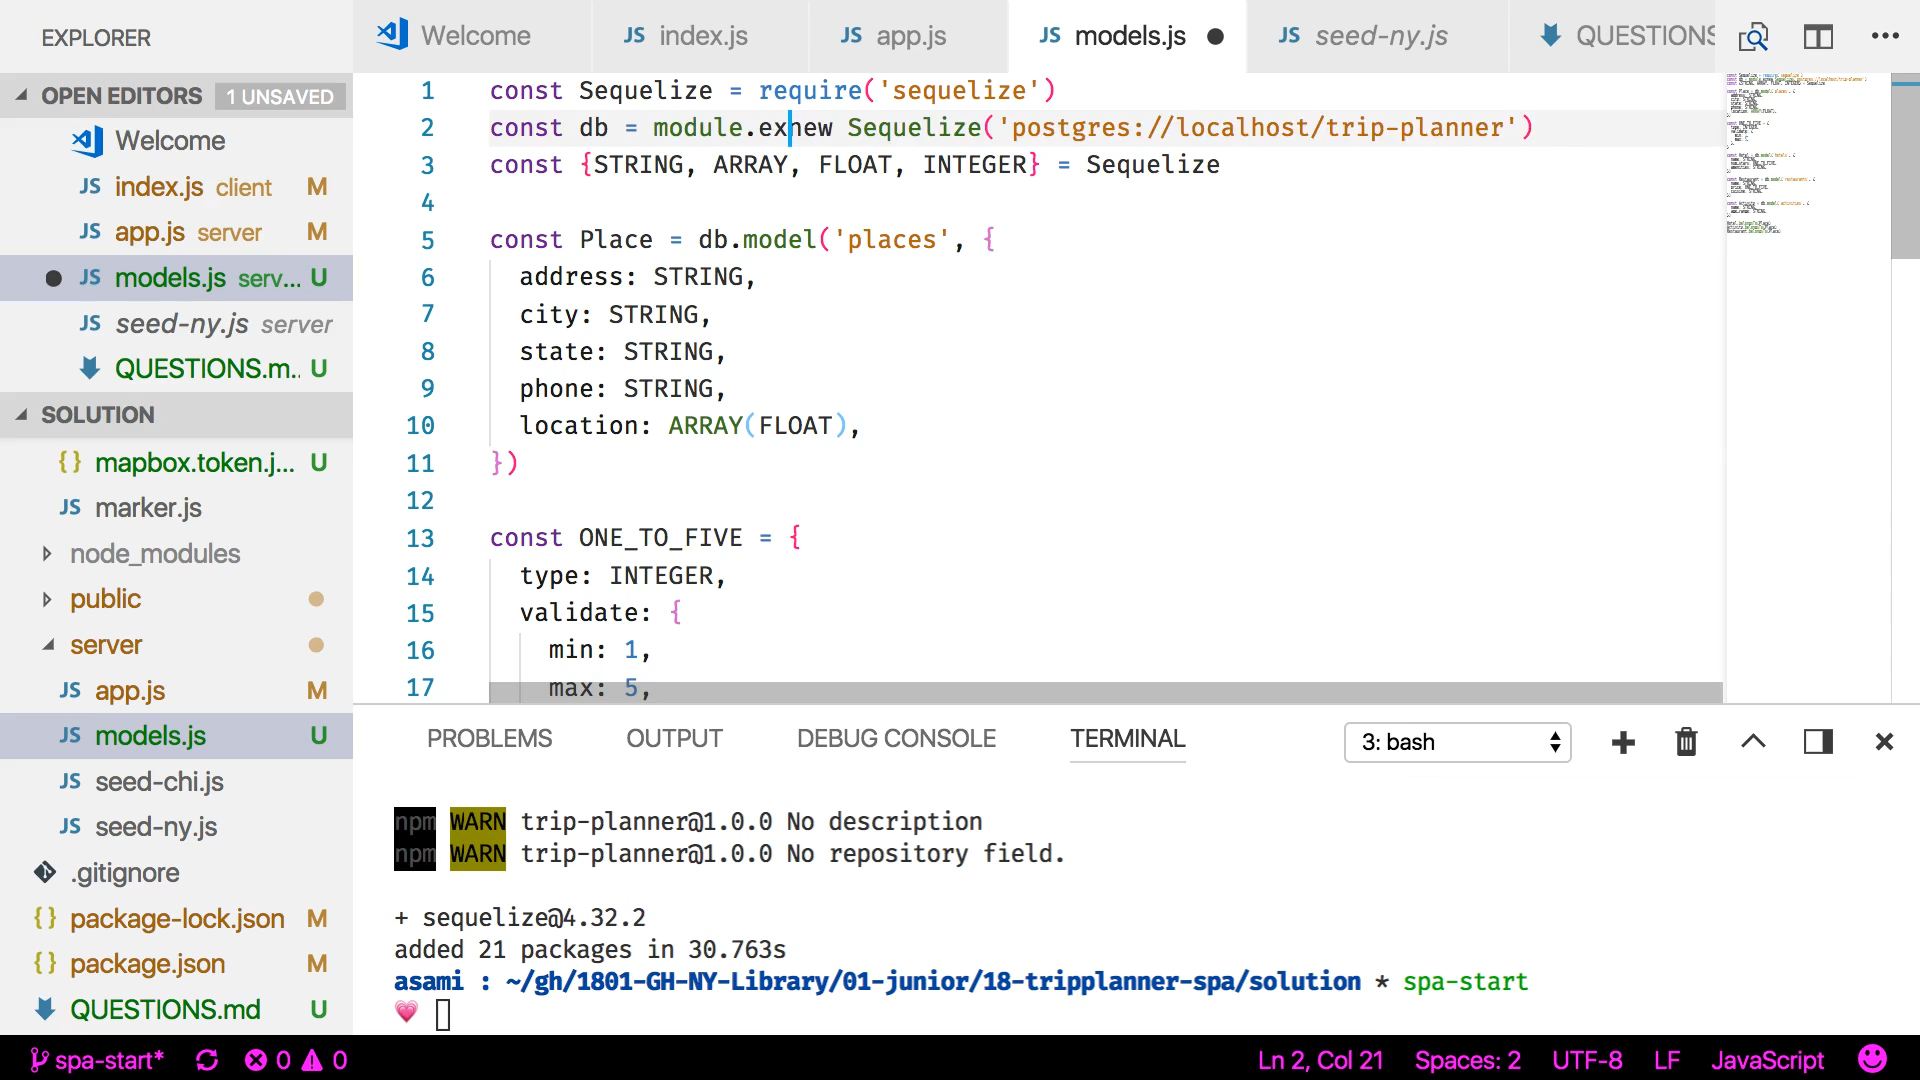 EXPLORER
OPEN EDITORS 1 UNSAVED
Welcome
JS index.js client M
JS app.js server M
JS models.js serv... U
JS seed-ny.js server
QUESTIONS.m.. U
SOLUTION
{} mapbox.token.j... U
JS marker.js
node_modules
public
server
JS app.js M
JS models.js U
JS seed-chi.js
JS seed-ny.js
.gitignore
{} package-lock.json M
{} package.json M
QUESTIONS.md U
Welcome JS index.js JS app.js JS models.js JS seed-ny.js QUESTIONS
1 const Sequelize = require('sequelize')
2 const db = module.exnew Sequelize('postgres://localhost/trip-planner')
3 const {STRING, ARRAY, FLOAT, INTEGER} = Sequelize
4
5 const Place = db.model('places', {
6 address: STRING,
7 city: STRING,
8 state: STRING,
9 phone: STRING,
10 location: ARRAY(FLOAT),
11 })
12
13 const ONE_TO_FIVE = {
14 type: INTEGER,
15 validate: {
16 min: 1,
17 max: 5,
PROBLEMS OUTPUT DEBUG CONSOLE TERMINAL 3: bash
npm WARN trip-planner@1.0.0 No description
npm WARN trip-planner@1.0.0 No repository field.
+ sequelize@4.32.2
added 21 packages in 30.763s
asami : ~/gh/1801-GH-NY-Library/01-junior/18-tripplanner-spa/solution * spa-start
spa-start* 0 0 Ln 2, Col 21 Spaces: 2 UTF-8 LF JavaScript